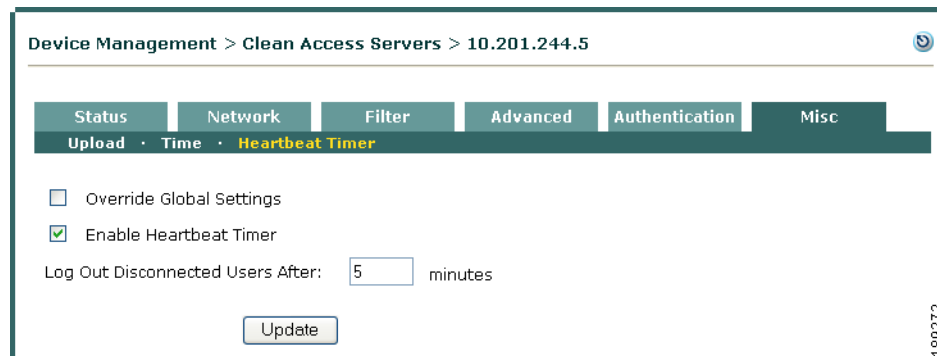 Device Management > Clean Access Servers > 10.201.244.5
Status Network Filter Advanced Authentication Misc
Upload · Time · Heartbeat Timer
Override Global Settings
Enable Heartbeat Timer
Log Out Disconnected Users After: 5 minutes
Update